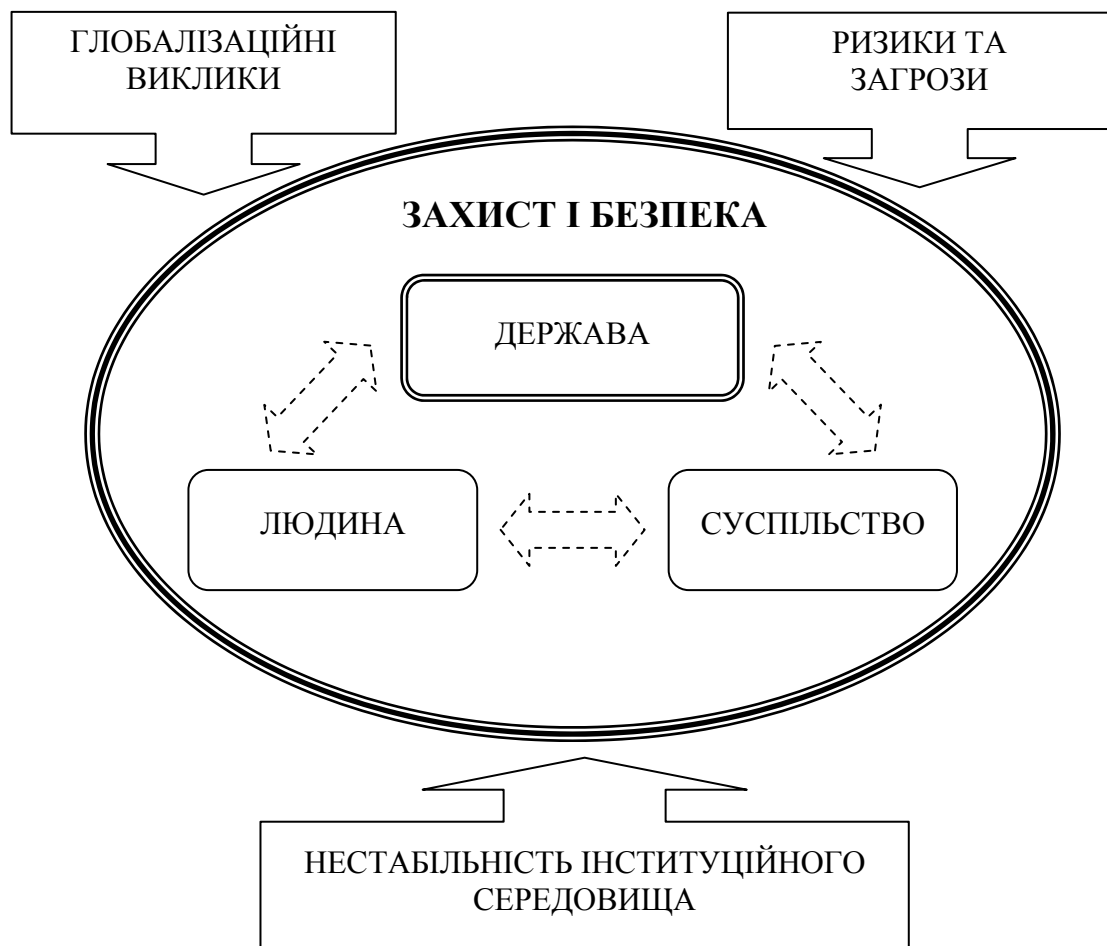 ГЛОБАЛІЗАЦІЙНІ
ВИКЛИКИ
РИЗИКИ ТА
ЗАГРОЗИ
ЗАХИСТ І БЕЗПЕКА
ДЕРЖАВА
ЛЮДИНА
СУСПІЛЬСТВО
НЕСТАБІЛЬНІСТЬ ІНСТИТУЦІЙНОГО
СЕРЕДОВИЩА